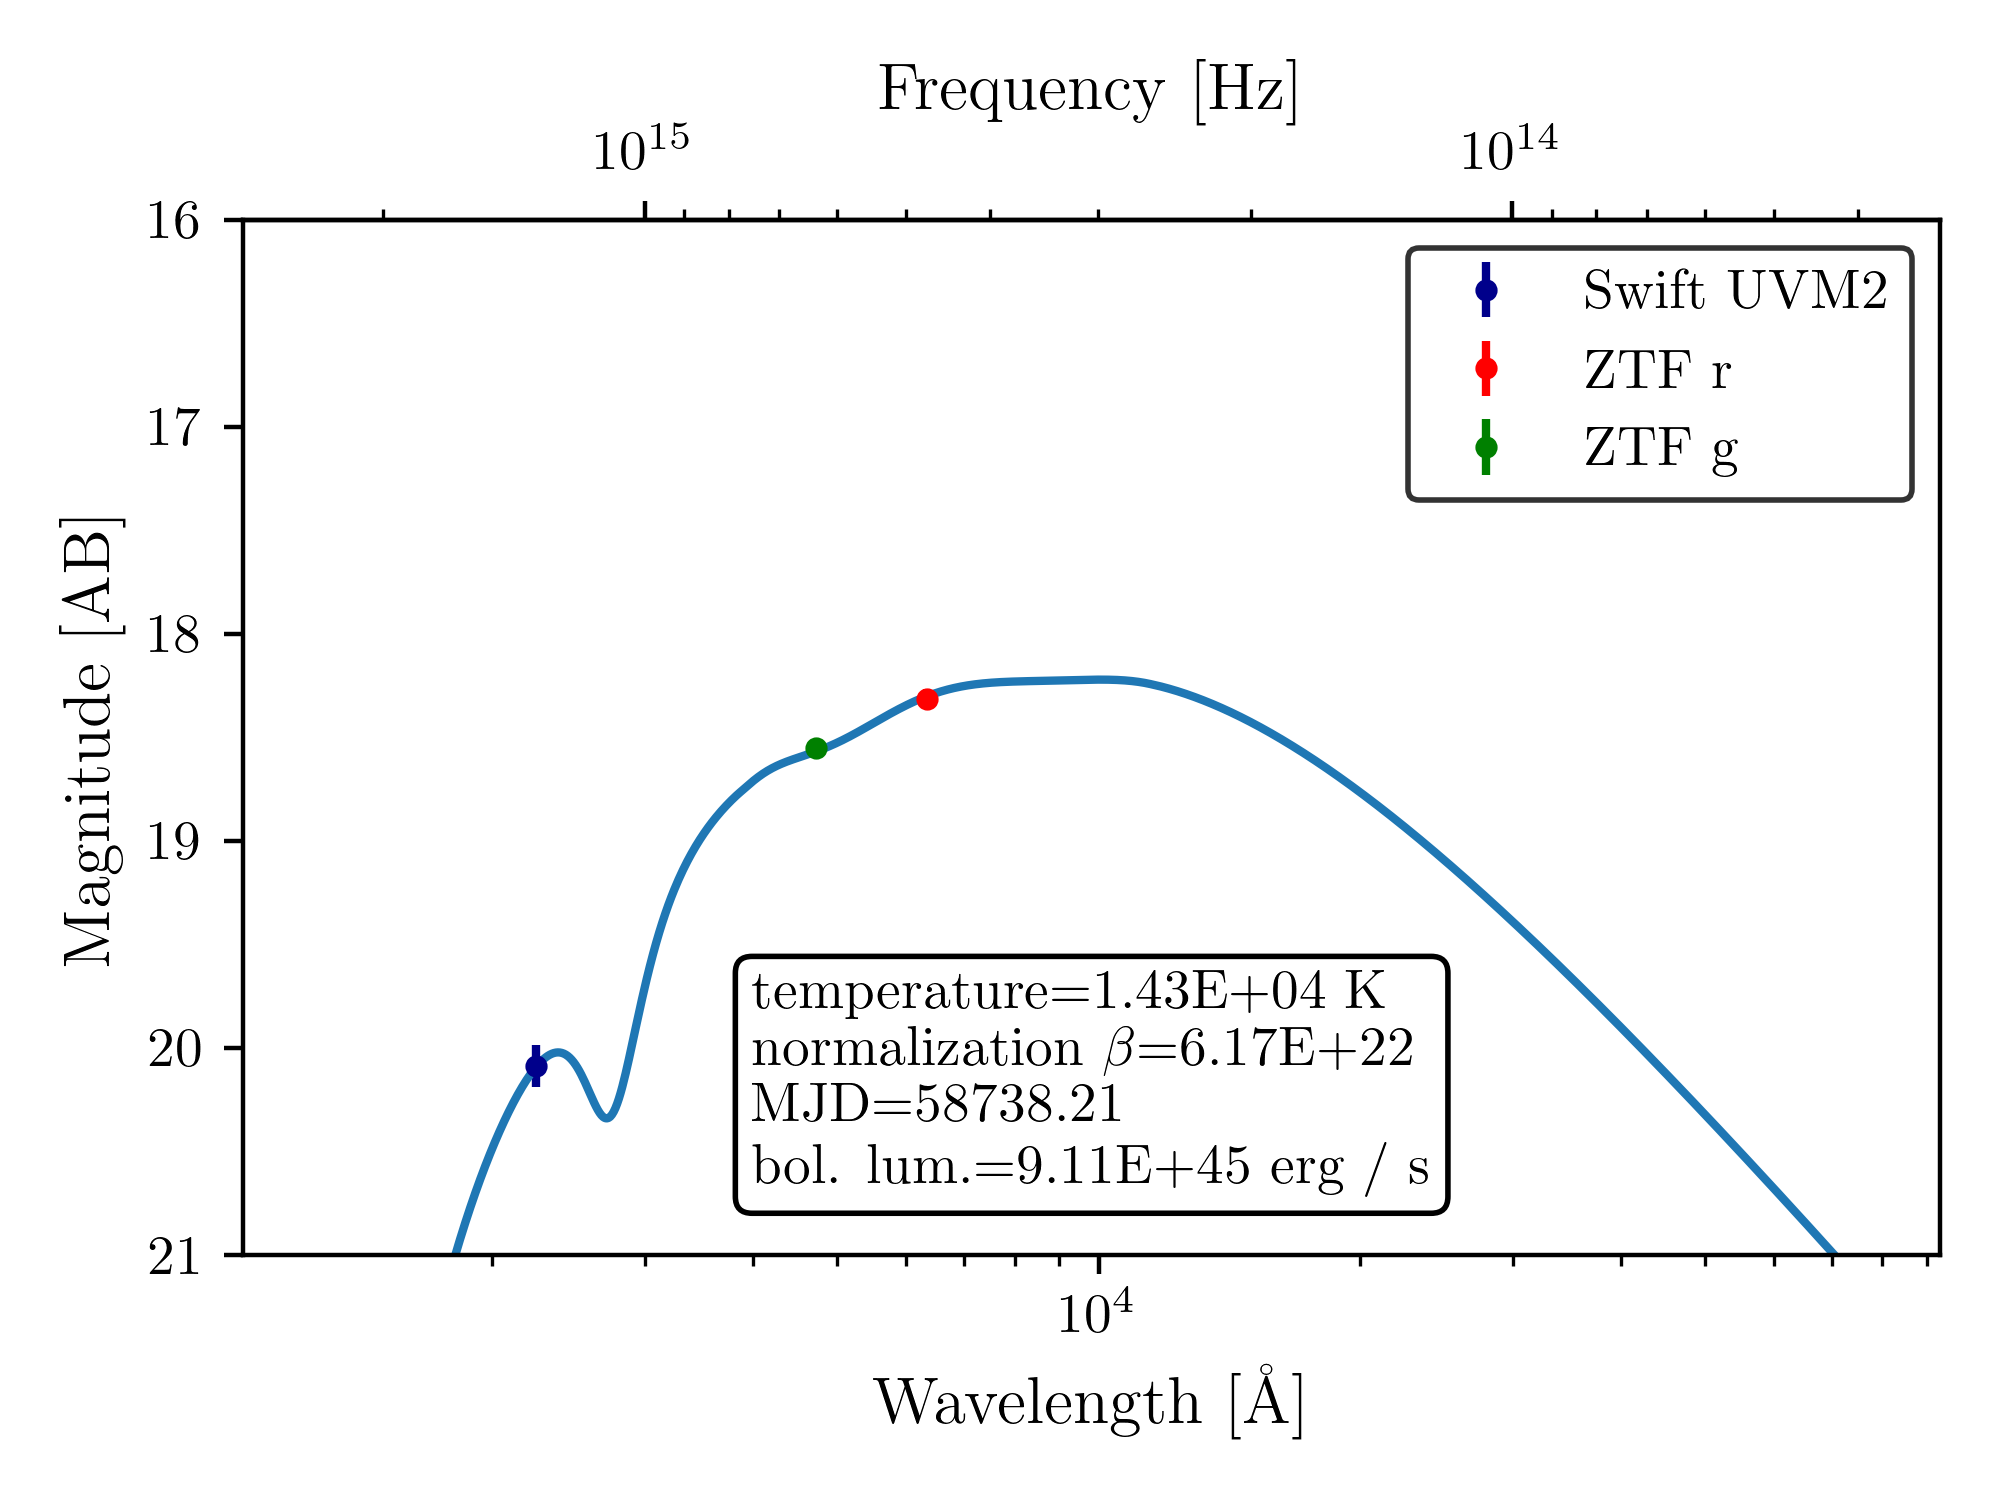 Frequency [Hz]
10^15 10^14
16
17
18
19
20
21
Magnitude [AB]
Swift UVM2
ZTF r
ZTF g
temperature=1.43E+04 K
normalization β=6.17E+22
MJD=58738.21
bol. lum.=9.11E+45 erg / s
10^4
Wavelength [Å]